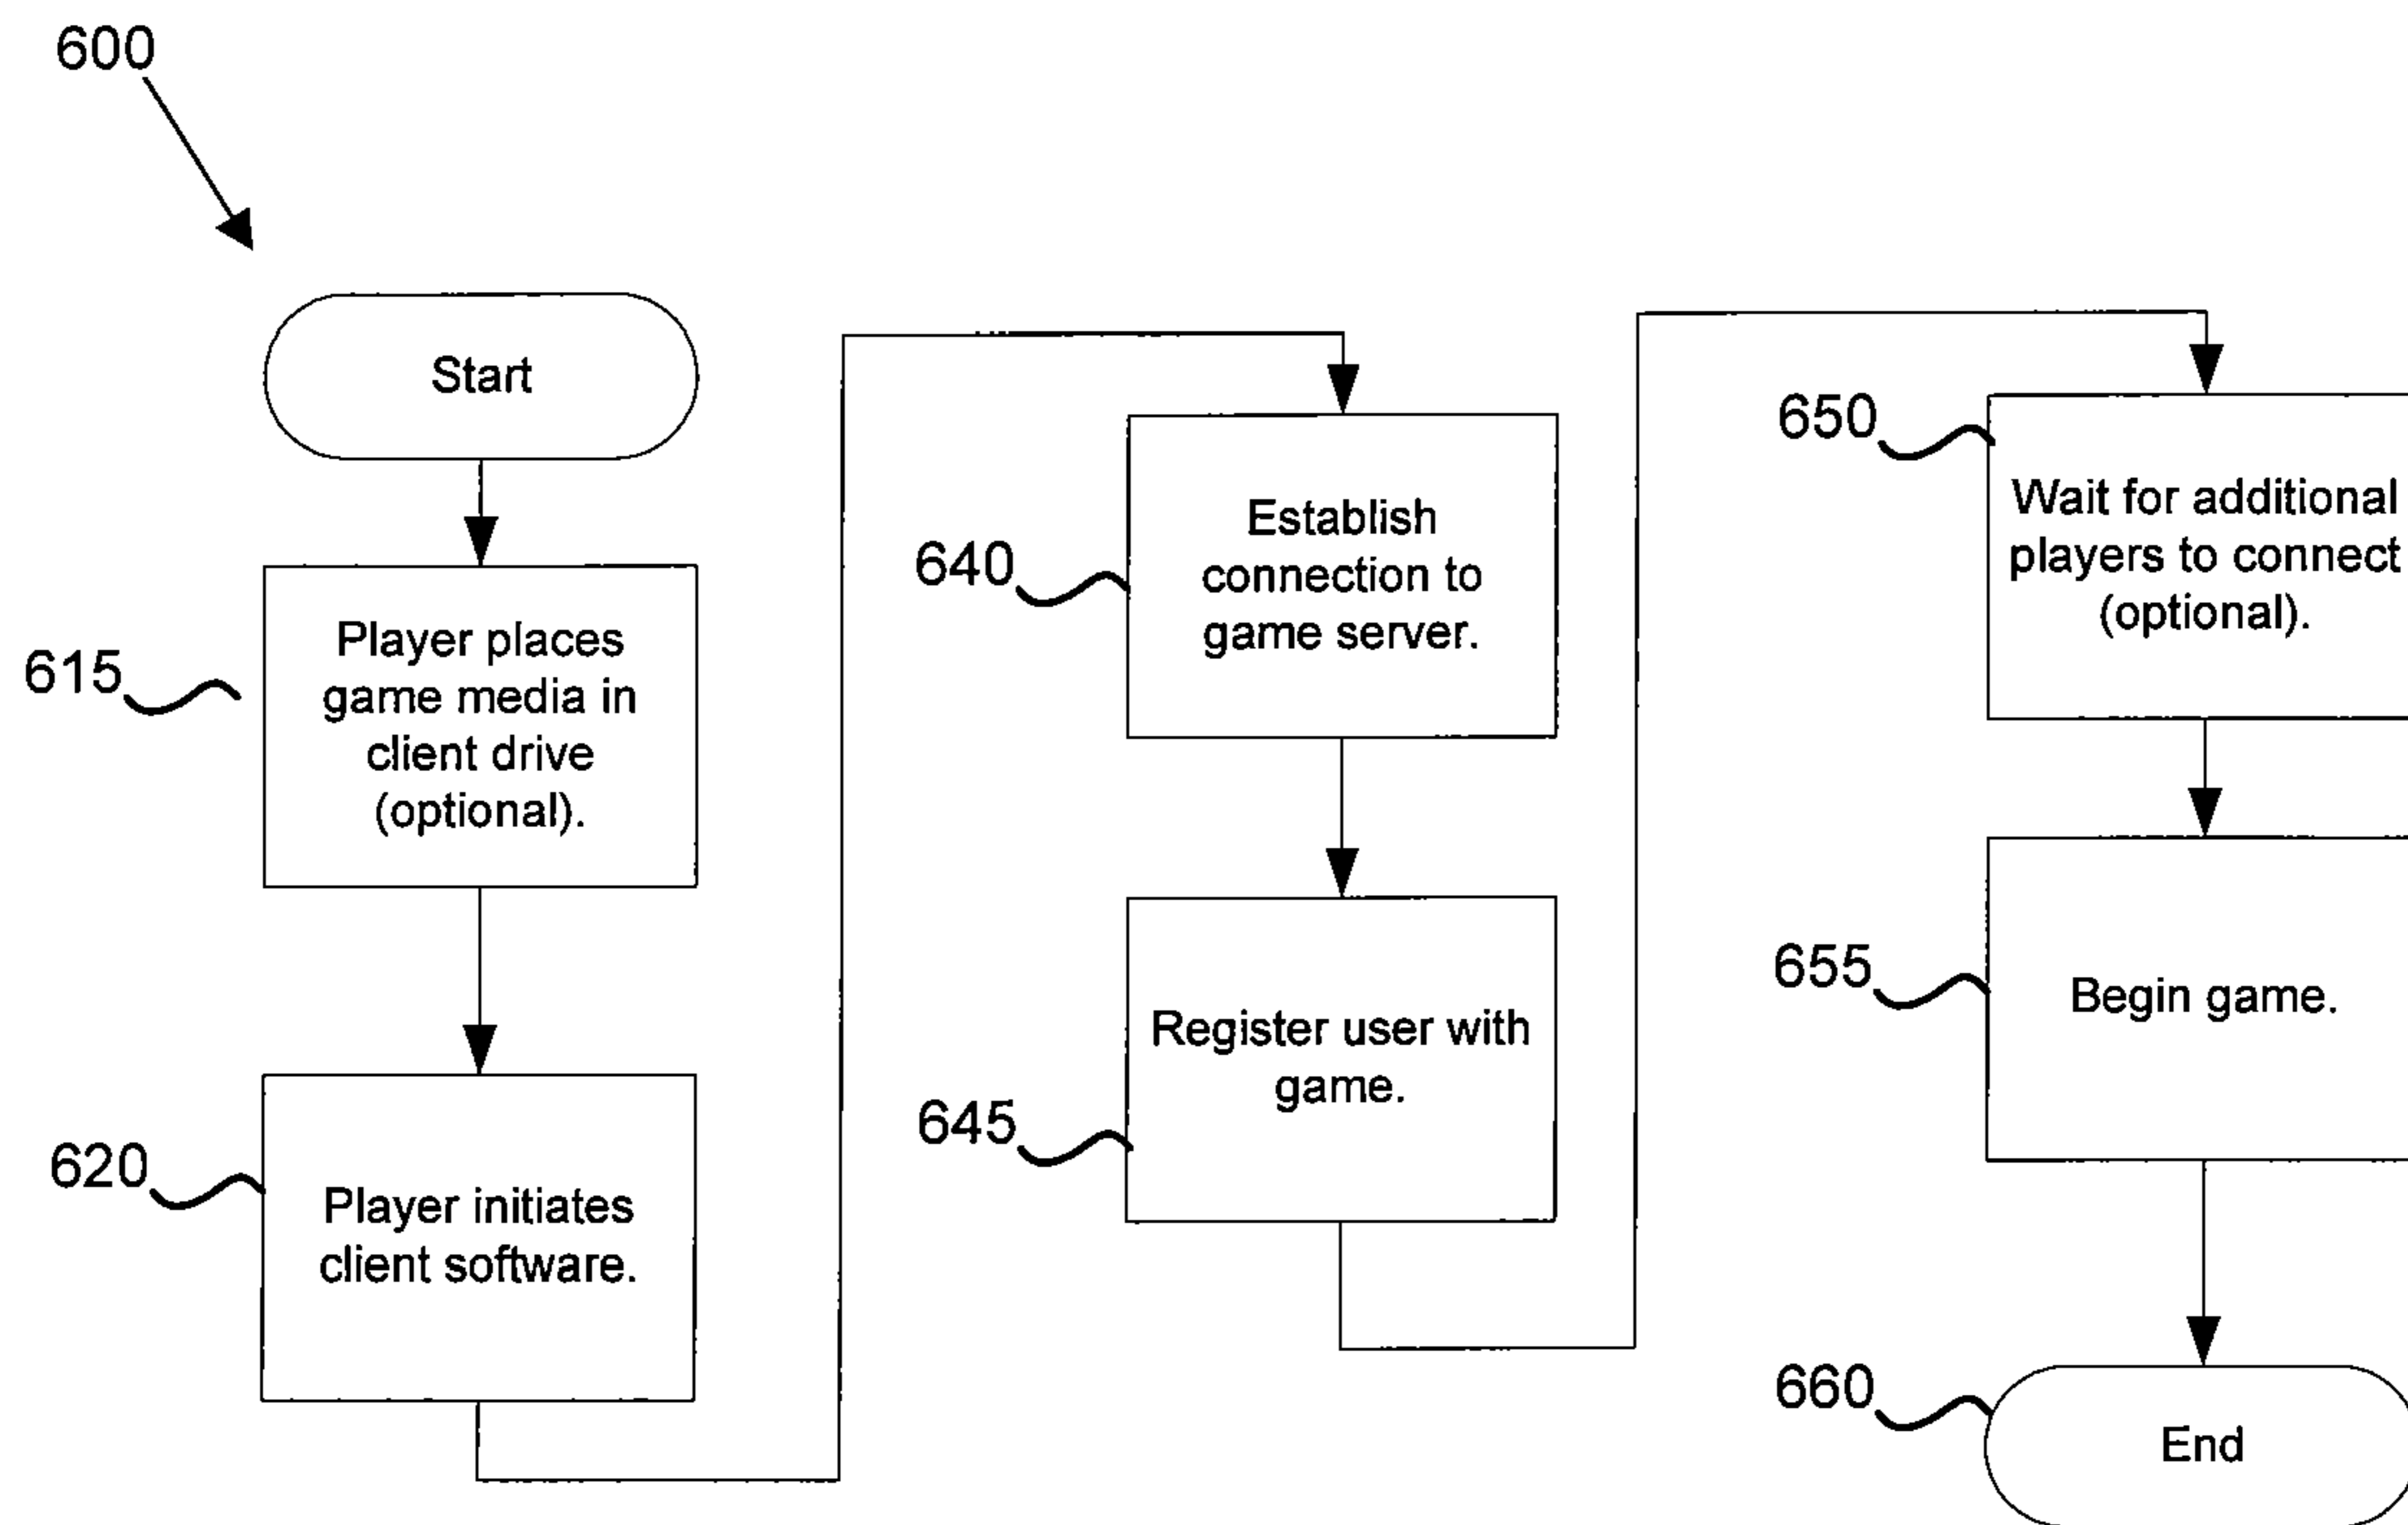 600
Start
615
Player places
game media in
client drive
(optional).
620
Player initiates
client software.
640
Establish
connection to
game server.
645
Register user with
game.
650
Wait for additional
players to connect
(optional).
655
Begin game.
660
End